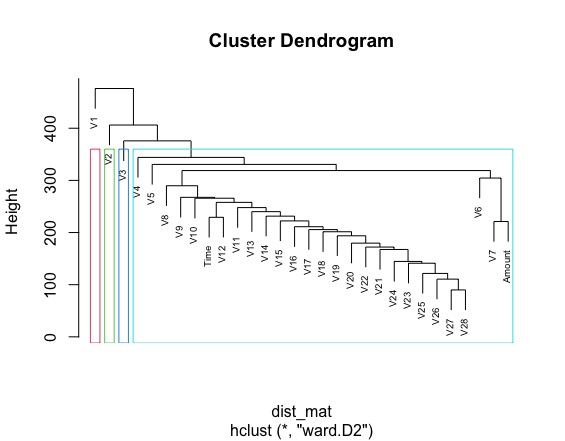 Cluster Dendrogram
Height
0
100
200
300
400
V1
V2
V3
V4
V5
V8
V9
V10
Time
V12
V11
V13
V14
V15
V16
V17
V18
V19
V20
V22
V21
V24
V23
V25
V26
V27
V28
V6
V7
Amount
dist_mat
hclust (*, "ward.D2")